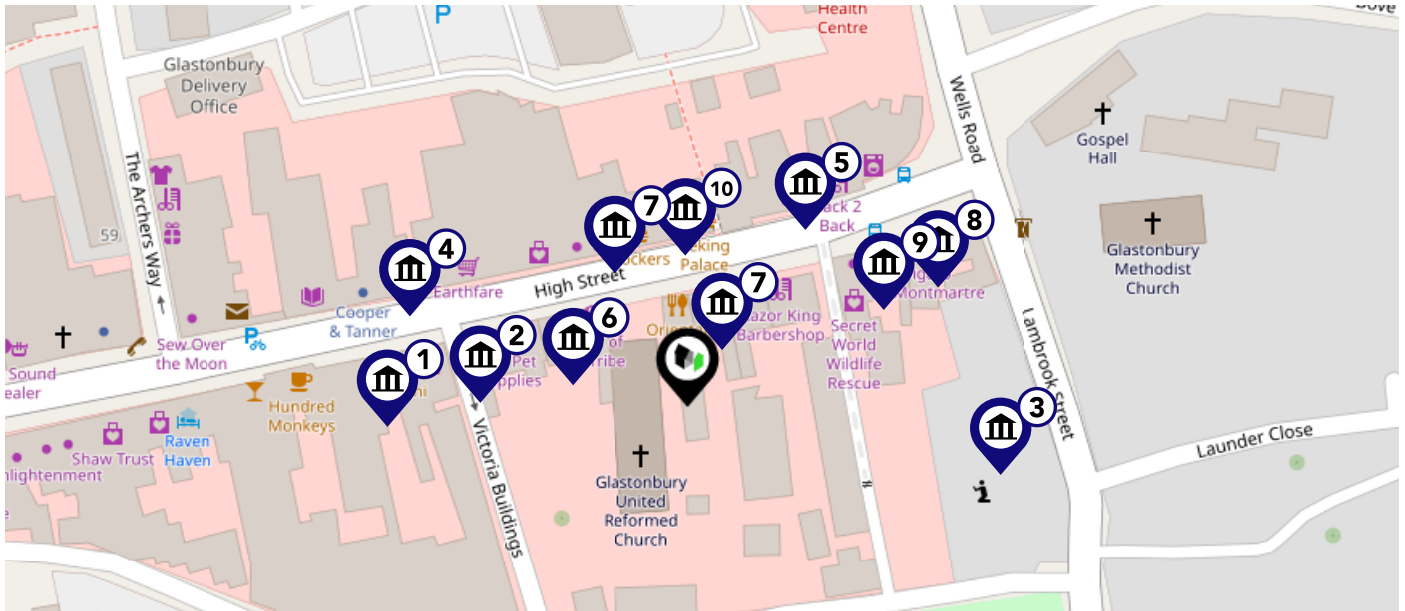 Health
Centre
P
Glastonbury
Delivery
Office
Wells Road
Gospel
Hall
The Archers Way
59
5
10
7
8
4
9
Back 2
Back
Peking
Palace
High Street
Earthfare
Montmartre
Glastonbury
Methodist
Church
Cooper
& Tanner
7
6
2
1
Razor King
Barbershop
P
Sew Over
the Moon
Sound
Secret
World
Wildlife
Rescue
Lambrook Street
of
Tribe
Pet
Supplies
Hundred
Monkeys
3
Raven
Haven
Shaw Trust
Victoria Buildings
Launder Close
Glastonbury
United
Reformed
Church
i